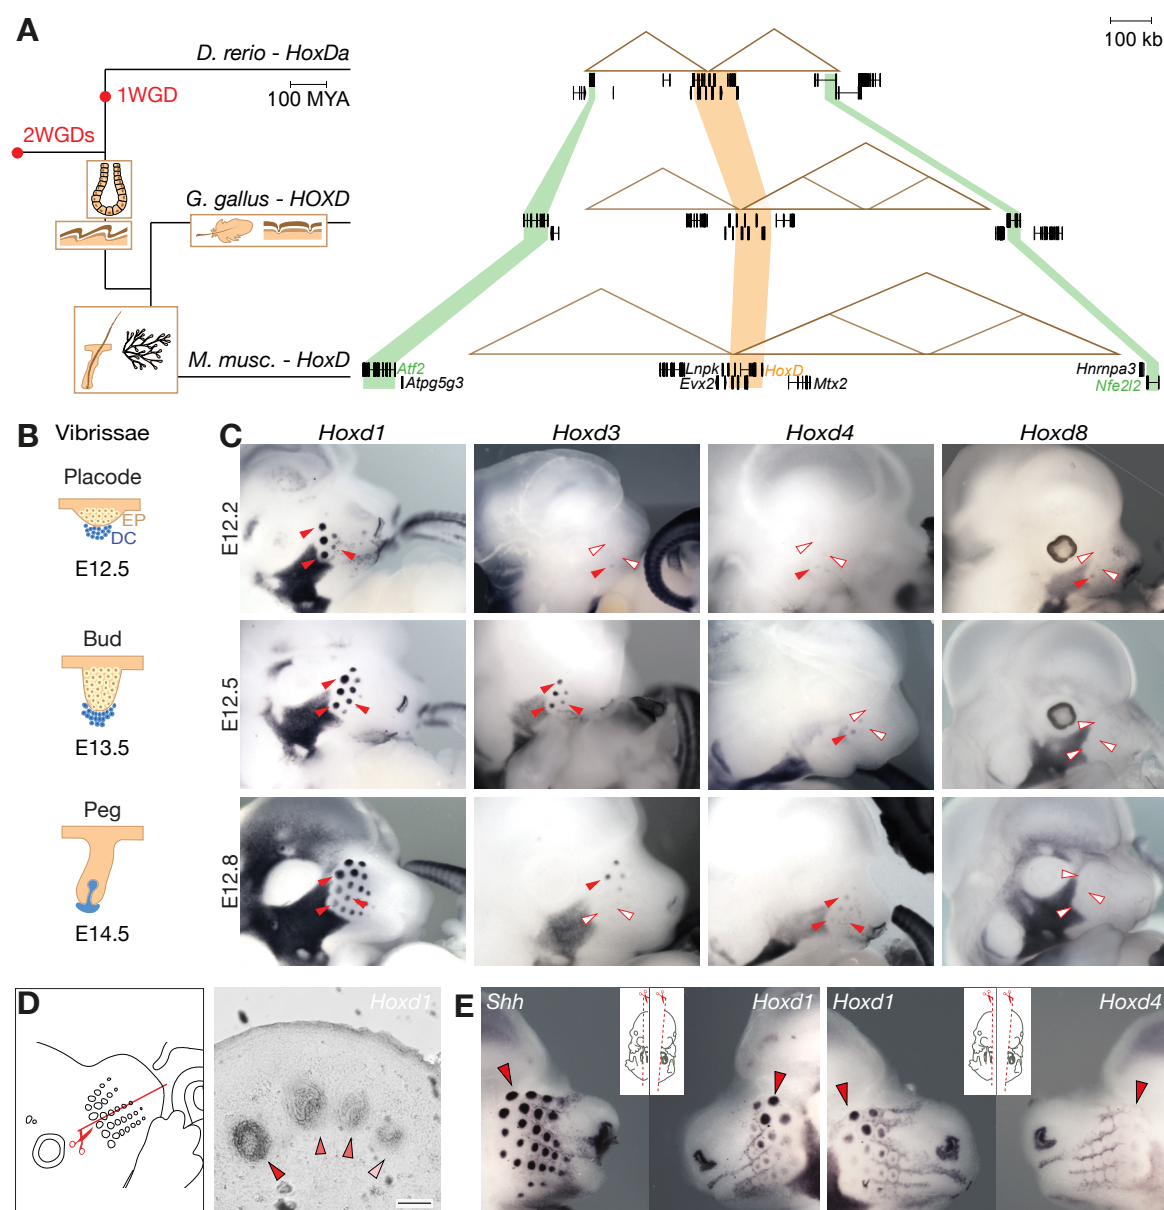 A
D. rerio - HoxDa
100 MYA
1WGD
2WGDs
G. gallus - HOXD
M. musc. - HoxD
100 kb
Atf2
Atpg5g3
Lnpk
Evx2
HoxD
Mtx2
Hnrnpa3
Nfe2l2
B
Vibrissae
Placode
EP
DC
E12.5
Bud
E13.5
Peg
E14.5
C
Hoxd1
Hoxd3
Hoxd4
Hoxd8
E12.2
E12.5
E12.8
D
Hoxd1
E
Shh
Hoxd1
Hoxd1
Hoxd4